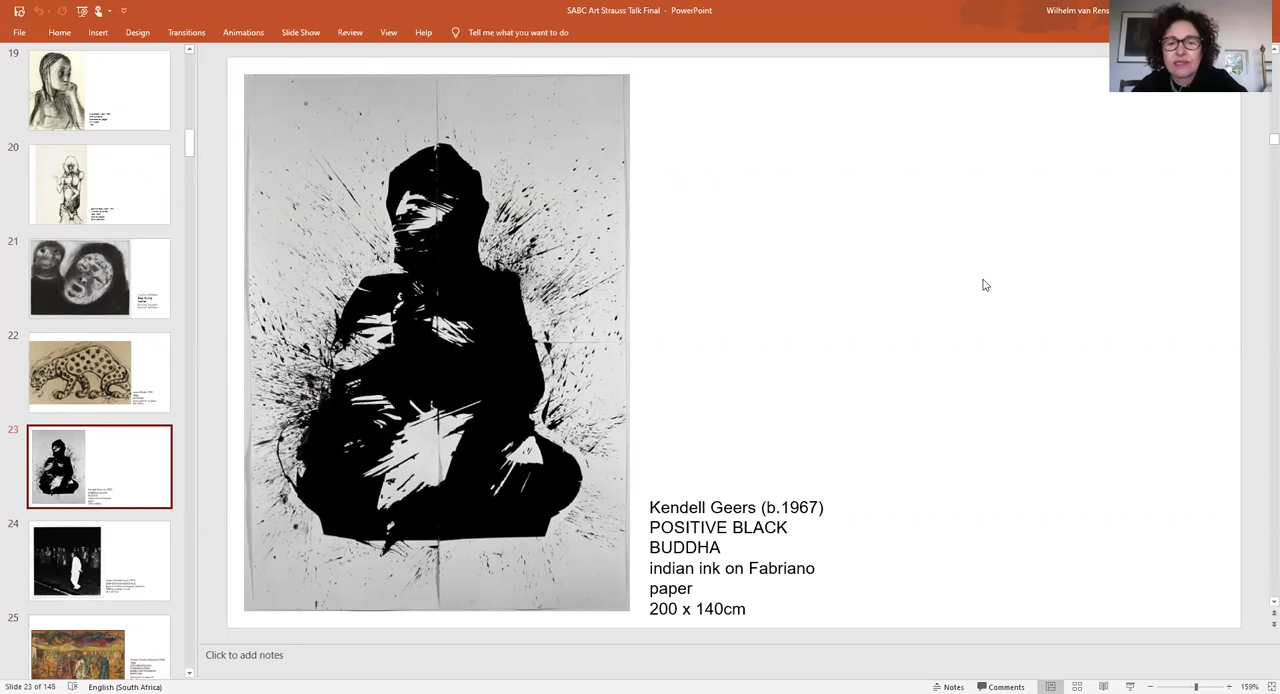 SABC Art Strauss Talk Final - PowerPoint
Wilhelm van Rens
File Home Insert Design Transitions Animations Slide Show Review View Help Tell me what you want to do
19
20
21
22
23
24
25
Kendell Geers (b.1967)
POSITIVE BLACK
BUDDHA
indian ink on Fabriano
paper
200 x 140cm
Click to add notes
Slide 23 of 148 English (South Africa) Notes Comments 159%